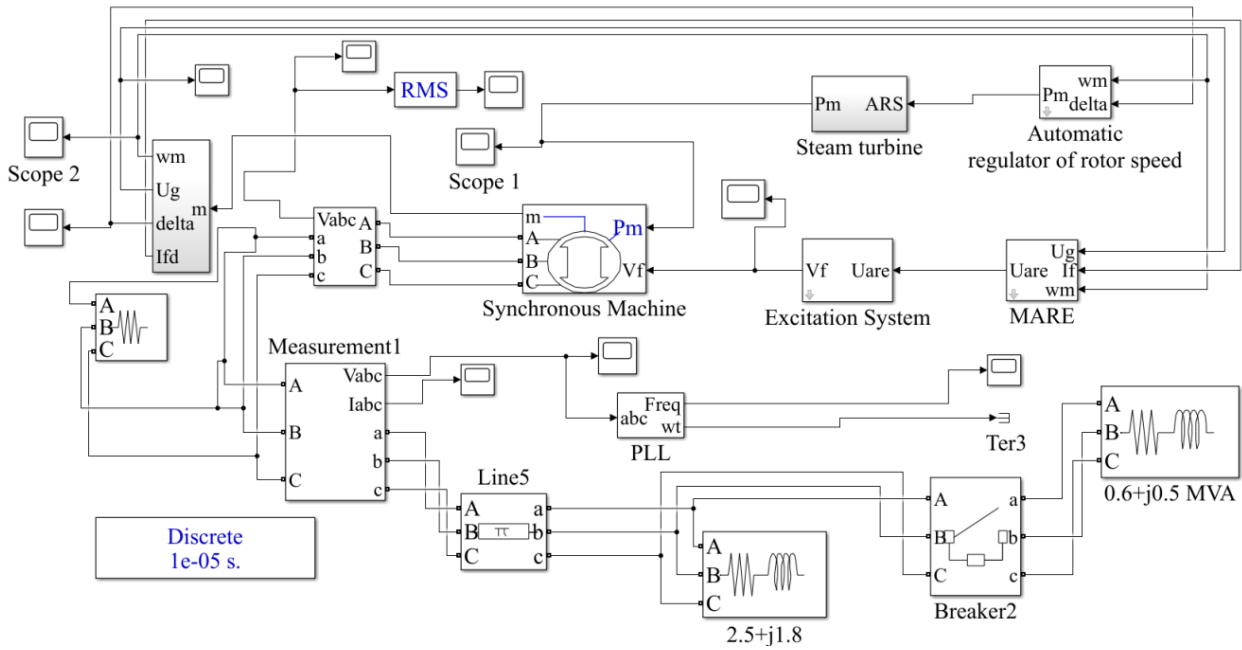 RMS
Pm ARS
Steam turbine
wm
Pm
delta
Automatic
regulator of rotor speed
Scope 2
Scope 1
wm
Ug
m
delta
Ifd
Vabc
A
a
B
b
C
c
m
Pm
A
B
Vf
C
Synchronous Machine
Vf Uare
Excitation System
Ug
Uare If
wm
MARE
A
B
C
Measurement1
Vabc
A
Iabc
a
B
b
C
c
Freq
abc
wt
PLL
Ter3
A
B
C
0.6+j0.5 MVA
Line5
A a
B π b
C c
A
B
C
2.5+j1.8
A a
B b
C c
Breaker2
Discrete
1e-05 s.